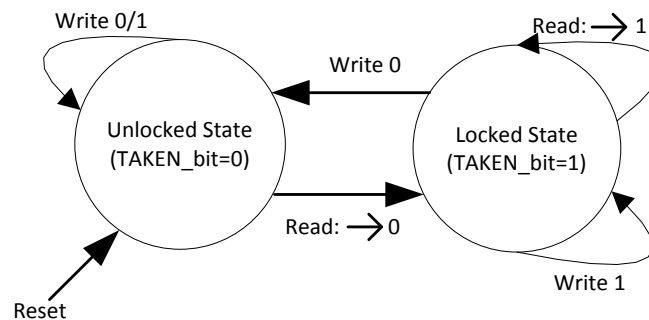 Write 0/1
Read: → 1
Write 0
Unlocked State
(TAKEN_bit=0)
Locked State
(TAKEN_bit=1)
Read: → 0
Write 1
Reset